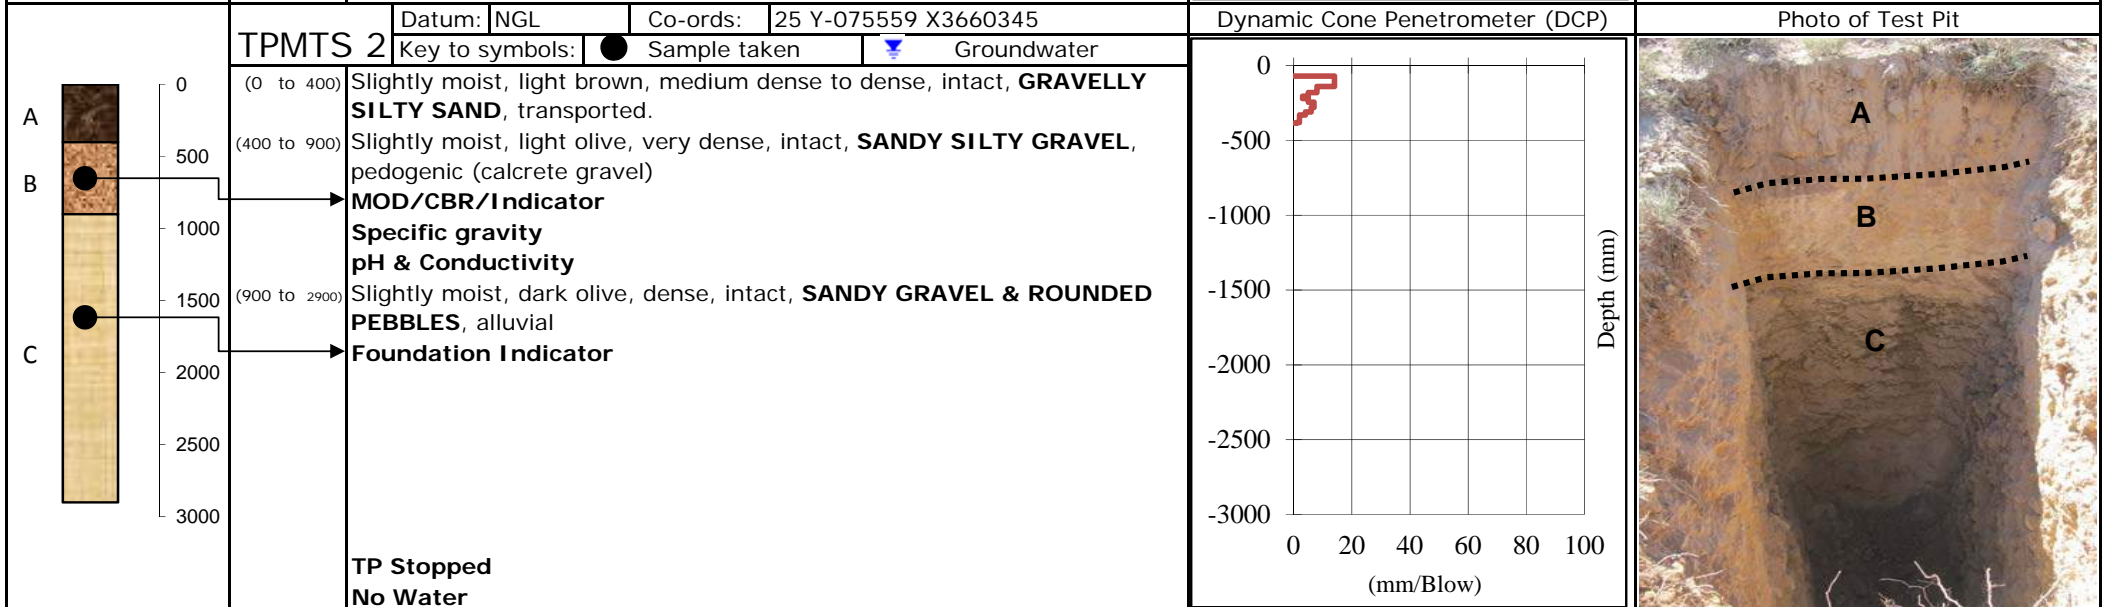 TPMTS 2
Datum: NGL Co-ords: 25 Y-075559 X3660345
Key to symbols: Sample taken Groundwater
Dynamic Cone Penetrometer (DCP)
Photo of Test Pit
A
B
C
0
500
1000
1500
2000
2500
3000
(0 to 400) Slightly moist, light brown, medium dense to dense, intact, GRAVELLY
SILTY SAND, transported.
(400 to 900) Slightly moist, light olive, very dense, intact, SANDY SILTY GRAVEL,
pedogenic (calcrete gravel)
MOD/CBR/Indicator
Specific gravity
pH & Conductivity
(900 to 2900) Slightly moist, dark olive, dense, intact, SANDY GRAVEL & ROUNDED
PEBBLES, alluvial
Foundation Indicator
TP Stopped
No Water
0
-500
-1000
-1500
-2000
-2500
-3000
0 20 40 60 80 100
(mm/Blow)
Depth (mm)
A
B
C